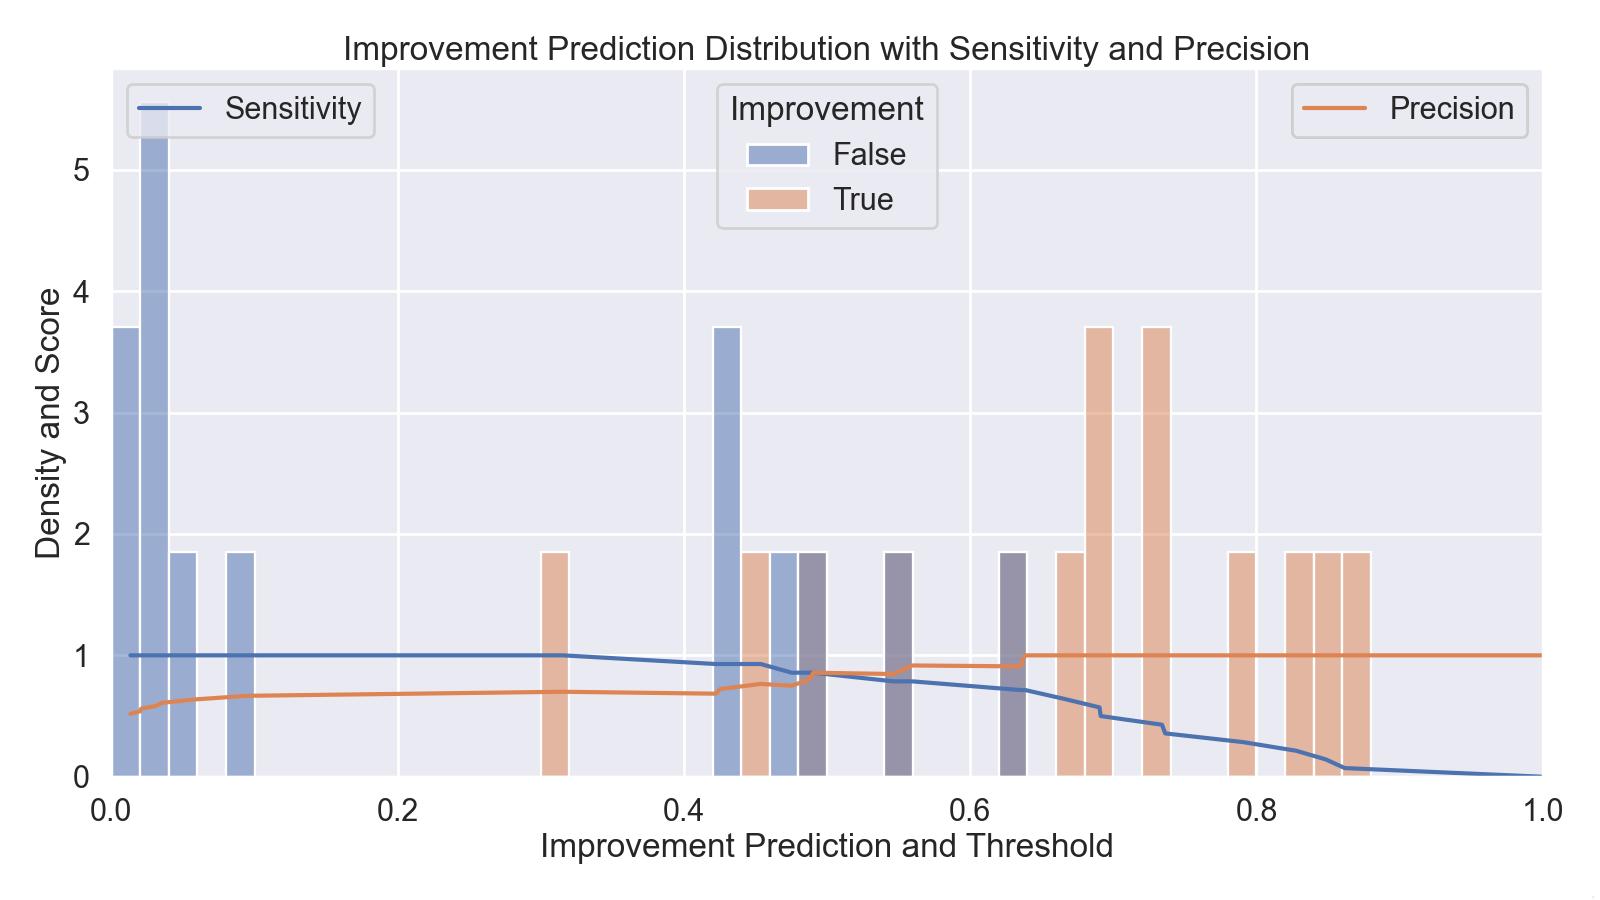 Improvement Prediction Distribution with Sensitivity and Precision
Sensitivity
Improvement
False
True
Precision
Density and Score
5
4
3
2
1
0
0.0 0.2 0.4 0.6 0.8 1.0
Improvement Prediction and Threshold